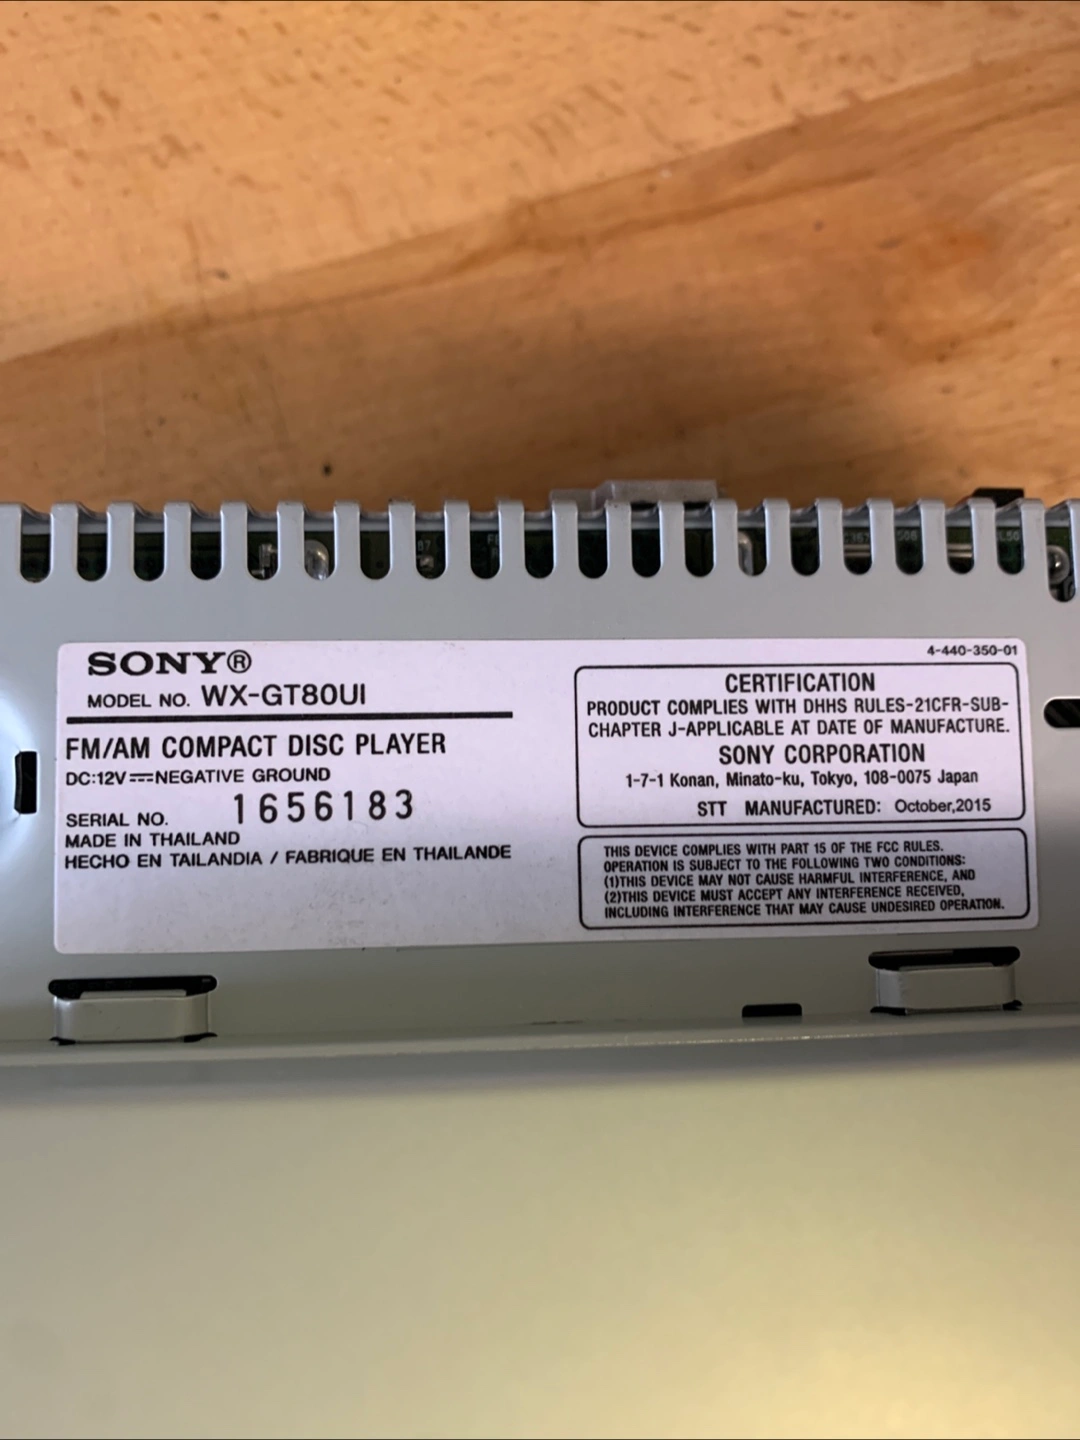 SONY®
MODEL NO. WX-GT80UI
FM/AM COMPACT DISC PLAYER
DC:12V⎓NEGATIVE GROUND
SERIAL NO. 1656183
MADE IN THAILAND
HECHO EN TAILANDIA / FABRIQUE EN THAILANDE
4-440-350-01
CERTIFICATION
PRODUCT COMPLIES WITH DHHS RULES-21CFR-SUB-
CHAPTER J-APPLICABLE AT DATE OF MANUFACTURE.
SONY CORPORATION
1-7-1 Konan, Minato-ku, Tokyo, 108-0075 Japan
STT MANUFACTURED: October,2015
THIS DEVICE COMPLIES WITH PART 15 OF THE FCC RULES.
OPERATION IS SUBJECT TO THE FOLLOWING TWO CONDITIONS:
(1)THIS DEVICE MAY NOT CAUSE HARMFUL INTERFERENCE, AND
(2)THIS DEVICE MUST ACCEPT ANY INTERFERENCE RECEIVED,
INCLUDING INTERFERENCE THAT MAY CAUSE UNDESIRED OPERATION.